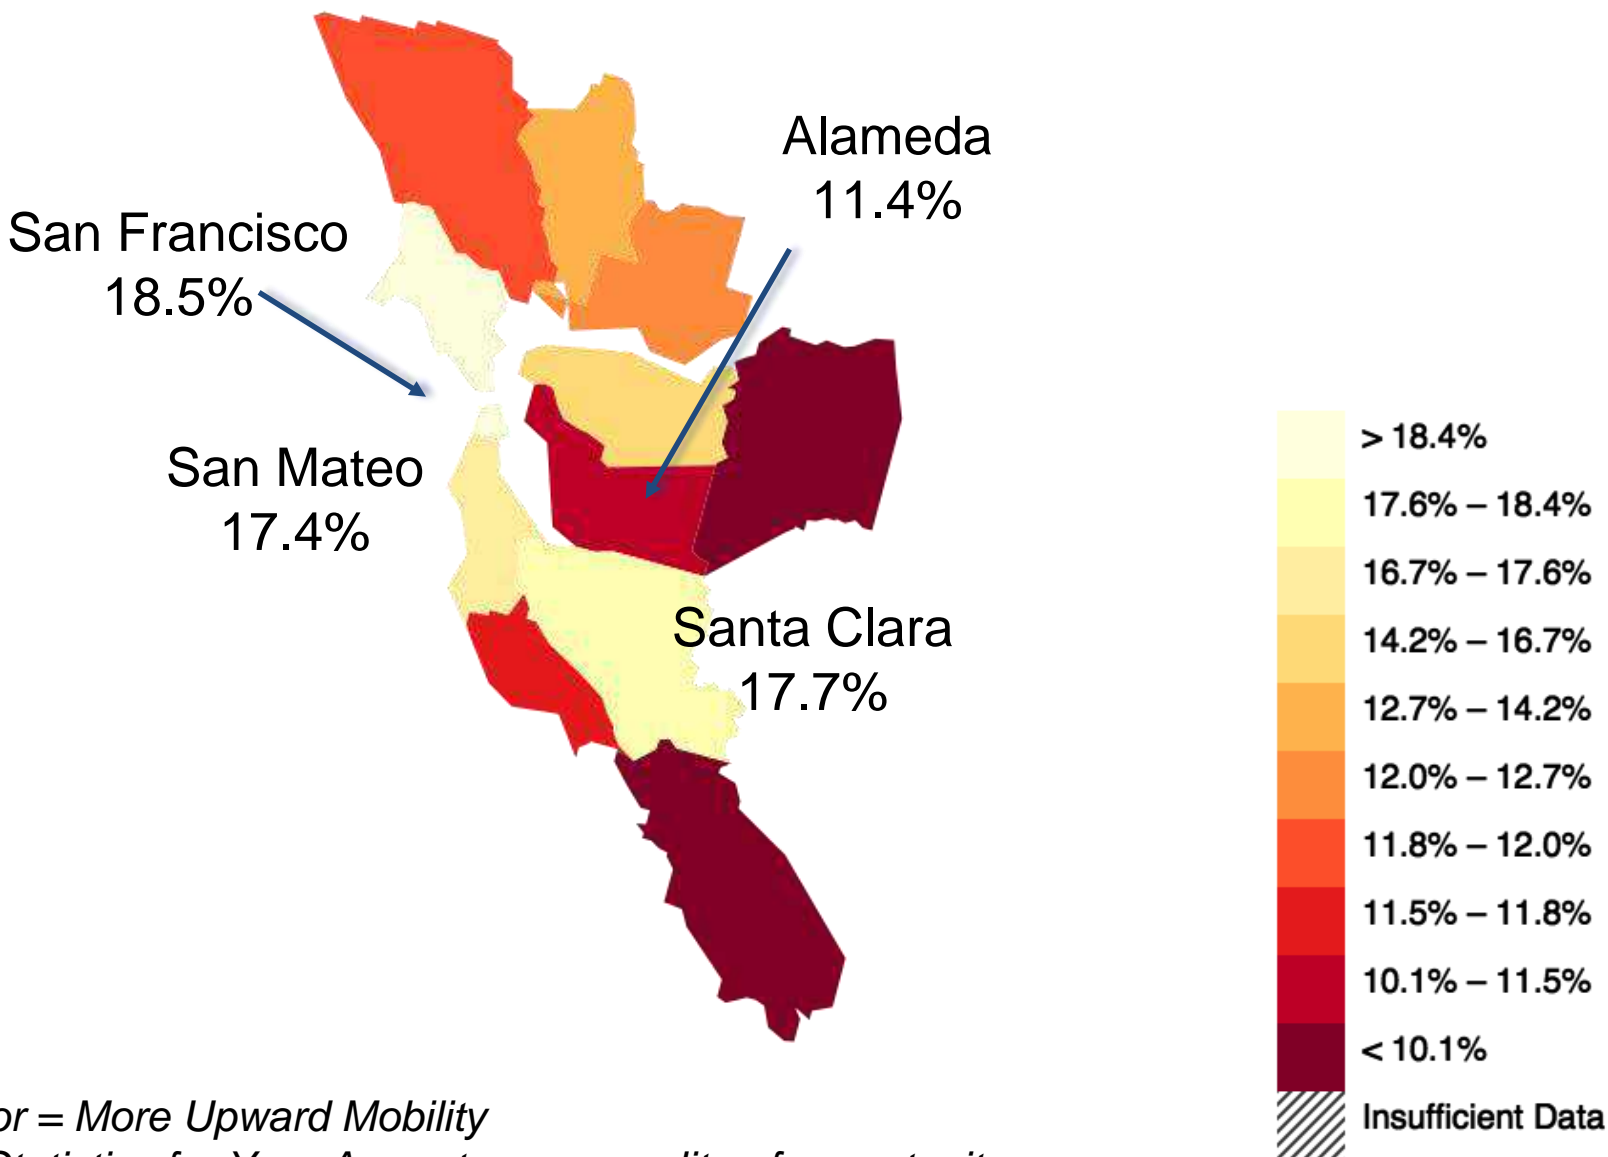 Alameda
11.4%
San Francisco
18.5%
San Mateo
17.4%
Santa Clara
17.7%
> 18.4%
17.6% – 18.4%
16.7% – 17.6%
14.2% – 16.7%
12.7% – 14.2%
12.0% – 12.7%
11.8% – 12.0%
11.5% – 11.8%
10.1% – 11.5%
< 10.1%
Insufficient Data
or = More Upward Mobility